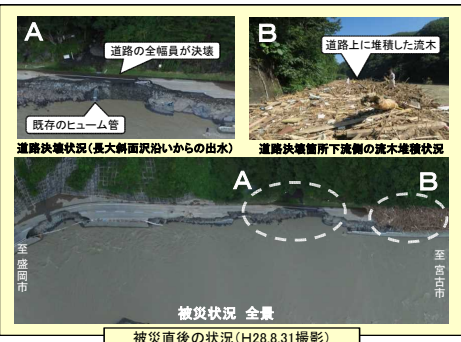 A
道路の全幅員が決壊
既存のヒューム管
道路決壊状況(長大斜面沢沿いからの出水)
B
道路上に堆積した流木
道路決壊箇所下流側の流木堆積状況
A
B
至 盛岡市
至 宮古市
被災状況 全景
被災直後の状況(H28.8.31撮影)